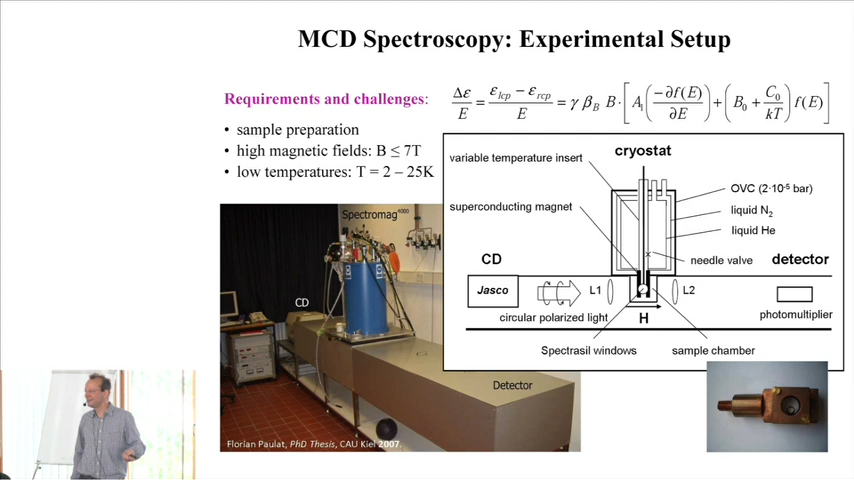 MCD Spectroscopy: Experimental Setup
Requirements and challenges:
Δε/E = (ε_lcp − ε_rcp)/E = γ β_B B·[A_1(−∂f(E)/∂E) + (B_0 + C_0/kT) f(E)]
• sample preparation
• high magnetic fields: B ≤ 7T
• low temperatures: T = 2 – 25K
cryostat
variable temperature insert
superconducting magnet
OVC (2·10⁻⁵ bar)
liquid N₂
liquid He
needle valve
CD
detector
Jasco
L1
L2
circular polarized light
H
photomultiplier
Spectrasil windows
sample chamber
Spectromag⁴⁰⁰⁰
CD
Detector
Florian Paulat, PhD Thesis, CAU Kiel 2007.